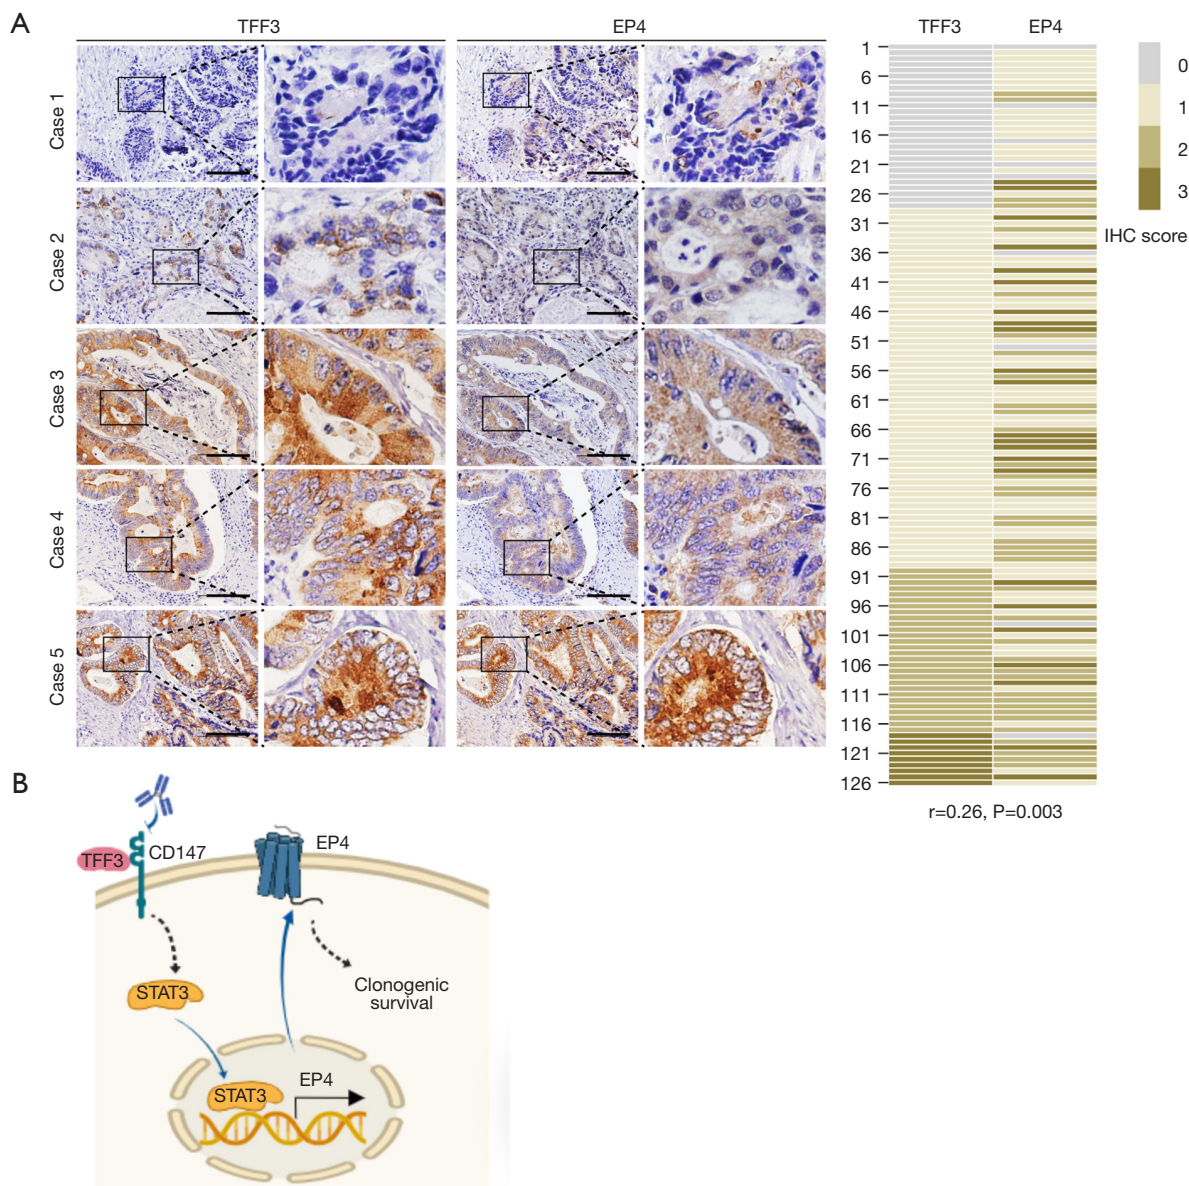 A
TFF3
EP4
TFF3
EP4
Case 1
Case 2
Case 3
Case 4
Case 5
1
6
11
16
21
26
31
36
41
46
51
56
61
66
71
76
81
86
91
96
101
106
111
116
121
126
0
1
2
3
IHC score
r=0.26, P=0.003
B
TFF3
CD147
EP4
STAT3
Clonogenic
survival
EP4
STAT3